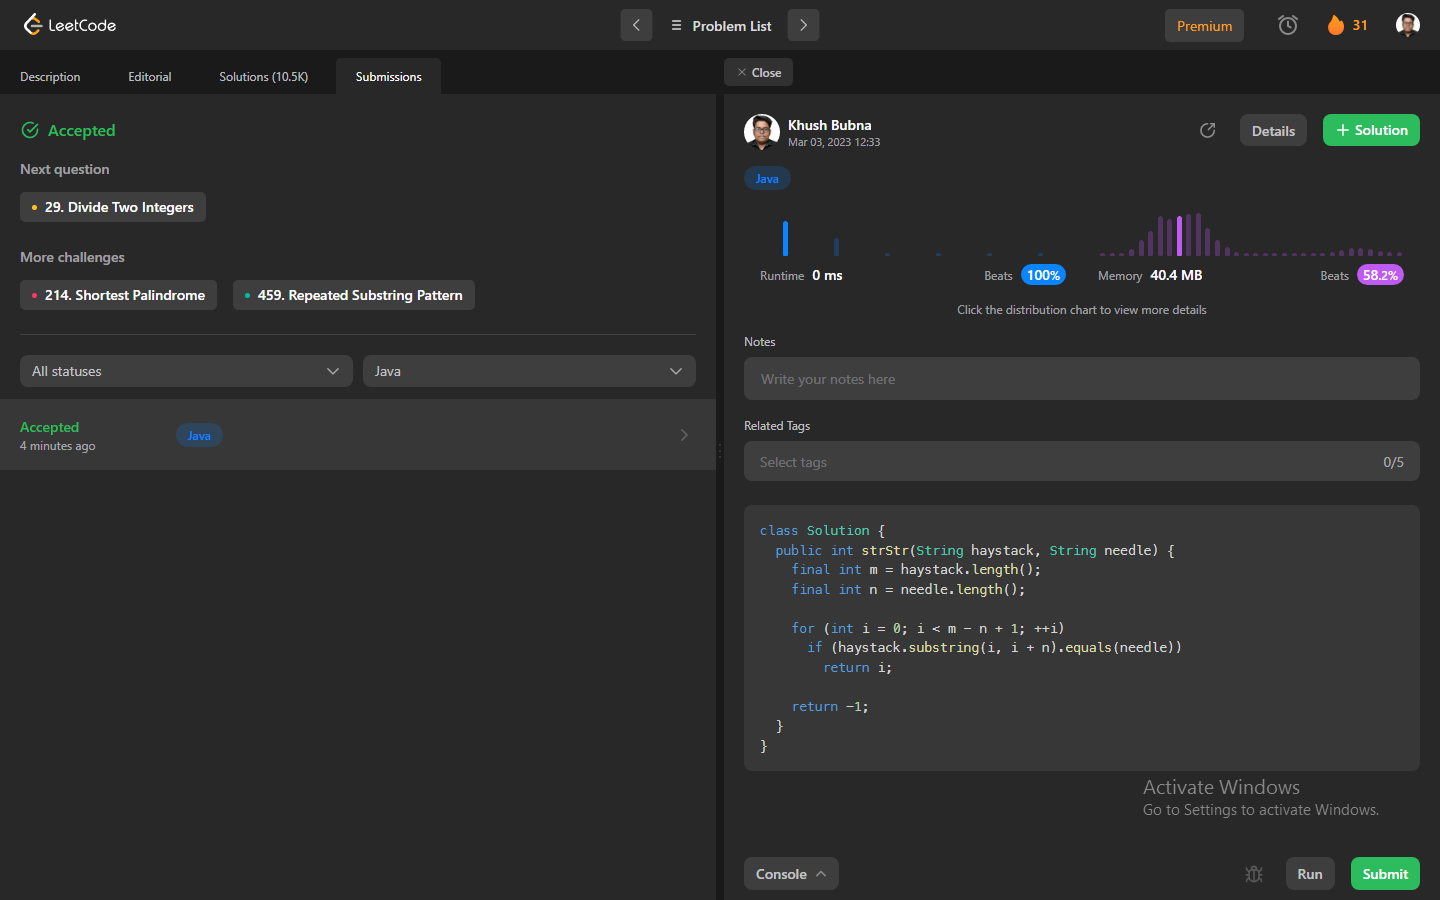 LeetCode
Problem List
Premium
31
Description
Editorial
Solutions (10.5K)
Submissions
Close
Accepted
Next question
29. Divide Two Integers
More challenges
214. Shortest Palindrome
459. Repeated Substring Pattern
All statuses
Java
Accepted
4 minutes ago
Java
Khush Bubna
Mar 03, 2023 12:33
Details
+ Solution
Java
Runtime 0 ms
Beats 100%
Memory 40.4 MB
Beats 58.2%
Click the distribution chart to view more details
Notes
Write your notes here
Related Tags
Select tags
0/5
class Solution {
  public int strStr(String haystack, String needle) {
    final int m = haystack.length();
    final int n = needle.length();

    for (int i = 0; i < m - n + 1; ++i)
      if (haystack.substring(i, i + n).equals(needle))
        return i;

    return -1;
  }
}
Activate Windows
Go to Settings to activate Windows.
Console
Run
Submit